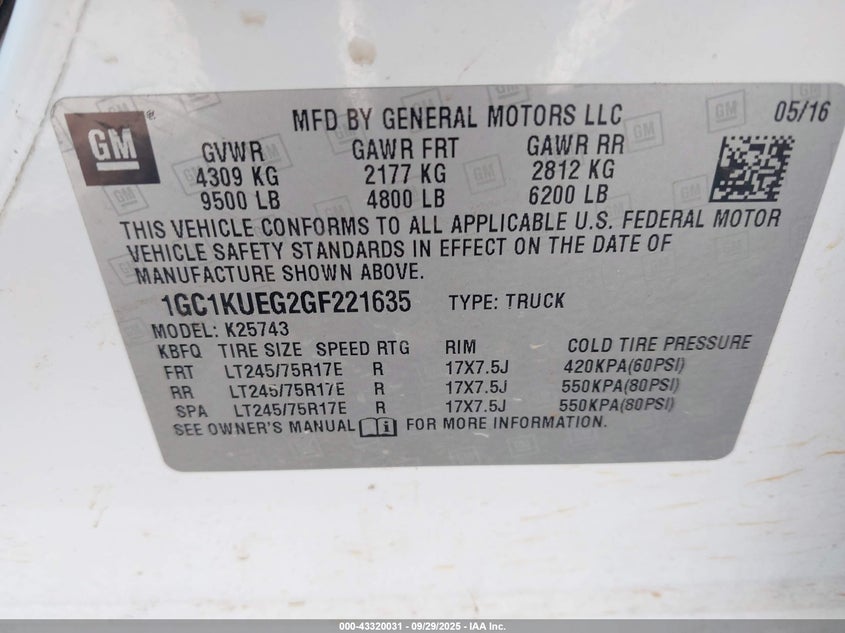 GM
MFD BY GENERAL MOTORS LLC 05/16
GVWR GAWR FRT GAWR RR
4309 KG 2177 KG 2812 KG
9500 LB 4800 LB 6200 LB
THIS VEHICLE CONFORMS TO ALL APPLICABLE U.S. FEDERAL MOTOR
VEHICLE SAFETY STANDARDS IN EFFECT ON THE DATE OF
MANUFACTURE SHOWN ABOVE.
1GC1KUEG2GF221635 TYPE: TRUCK
MODEL: K25743
KBFQ TIRE SIZE SPEED RTG RIM COLD TIRE PRESSURE
FRT LT245/75R17E R 17X7.5J 420KPA(60PSI)
RR LT245/75R17E R 17X7.5J 550KPA(80PSI)
SPA LT245/75R17E R 17X7.5J 550KPA(80PSI)
SEE OWNER'S MANUAL FOR MORE INFORMATION.
000-43320031 - 09/29/2025 - IAA Inc.